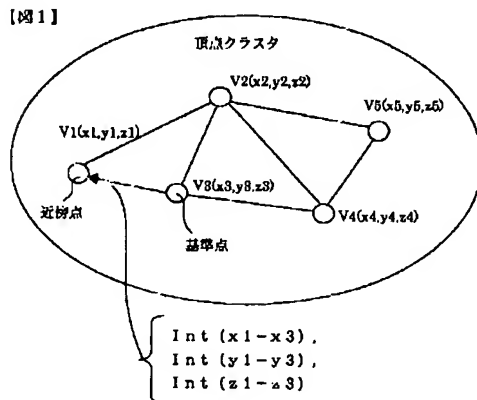 【図1】
頂点クラスタ
V2(x2,y2,z2)
V5(x5,y5,z5)
V1(x1,y1,z1)
V3(x3,y3,z3)
近傍点
V4(x4,y4,z4)
基準点
Int (x1-x3),
Int (y1-y3),
Int (z1-z3)